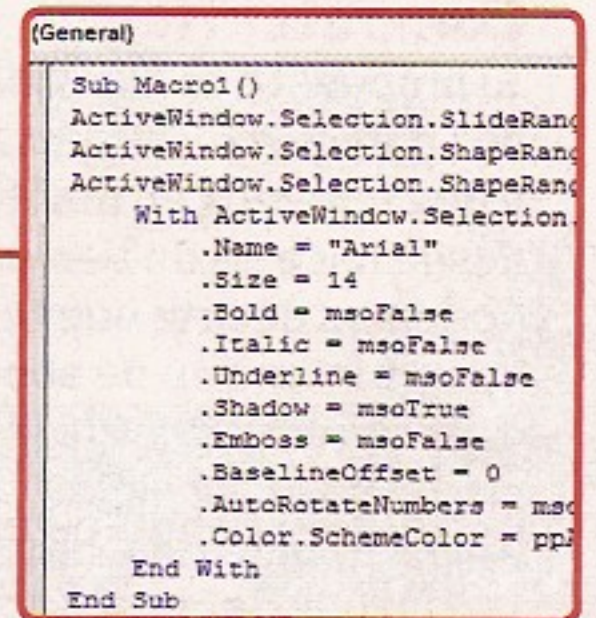 (General)
Sub Macro1()
ActiveWindow.Selection.SlideRang
ActiveWindow.Selection.ShapeRang
ActiveWindow.Selection.ShapeRang
With ActiveWindow.Selection.
.Name = "Arial"
.Size = 14
.Bold = msoFalse
.Italic = msoFalse
.Underline = msoFalse
.Shadow = msoTrue
.Emboss = msoFalse
.BaselineOffset = 0
.AutoRotateNumbers = mso
.Color.SchemeColor = ppA
End With
End Sub